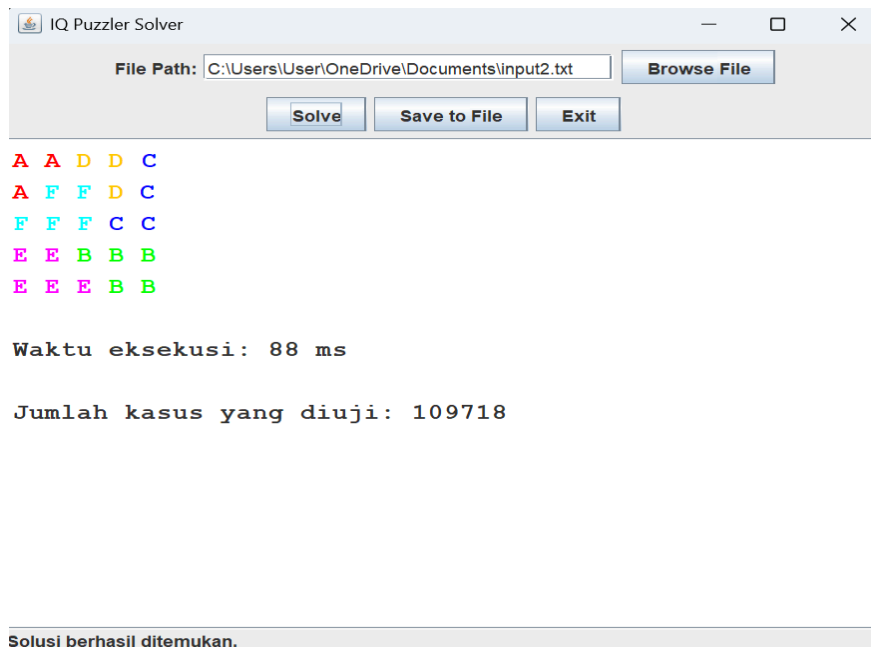 IQ Puzzler Solver
File Path: C:\Users\User\OneDrive\Documents\input2.txt Browse File
Solve Save to File Exit
A A D D C
A F F D C
F F F C C
E E B B B
E E E B B
Waktu eksekusi: 88 ms
Jumlah kasus yang diuji: 109718
Solusi berhasil ditemukan.